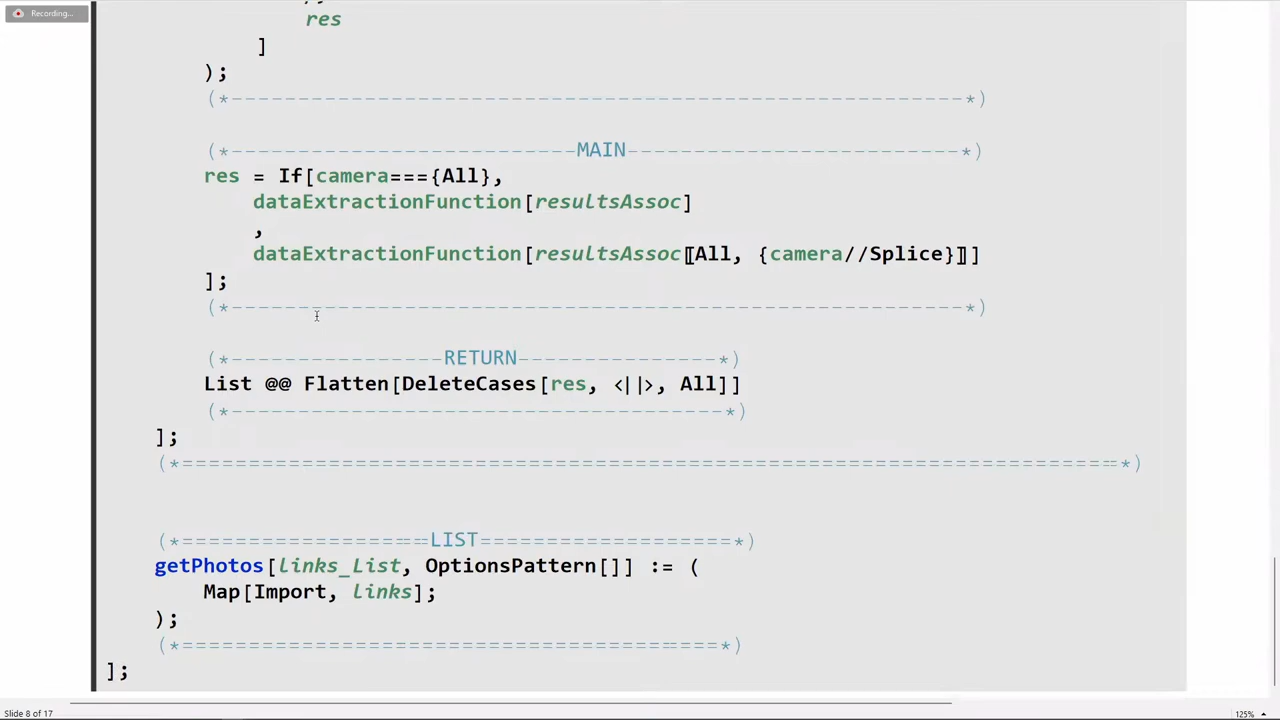 Recording...
res
]
);
(*------------------------------------------------------------*)
(*----------------------------MAIN----------------------------*)
res = If[camera==={All},
dataExtractionFunction[resultsAssoc]
,
dataExtractionFunction[resultsAssoc⟦All, {camera//Splice}⟧]
];
(*------------------------------------------------------------*)
(*-----------------RETURN----------------*)
List @@ Flatten[DeleteCases[res, <||>, All]]
(*----------------------------------------*)
];
(*============================================================================*)
(*====================LIST====================*)
getPhotos[links_List, OptionsPattern[]] := (
Map[Import, links];
);
(*============================================*)
];
Slide 8 of 17
125%